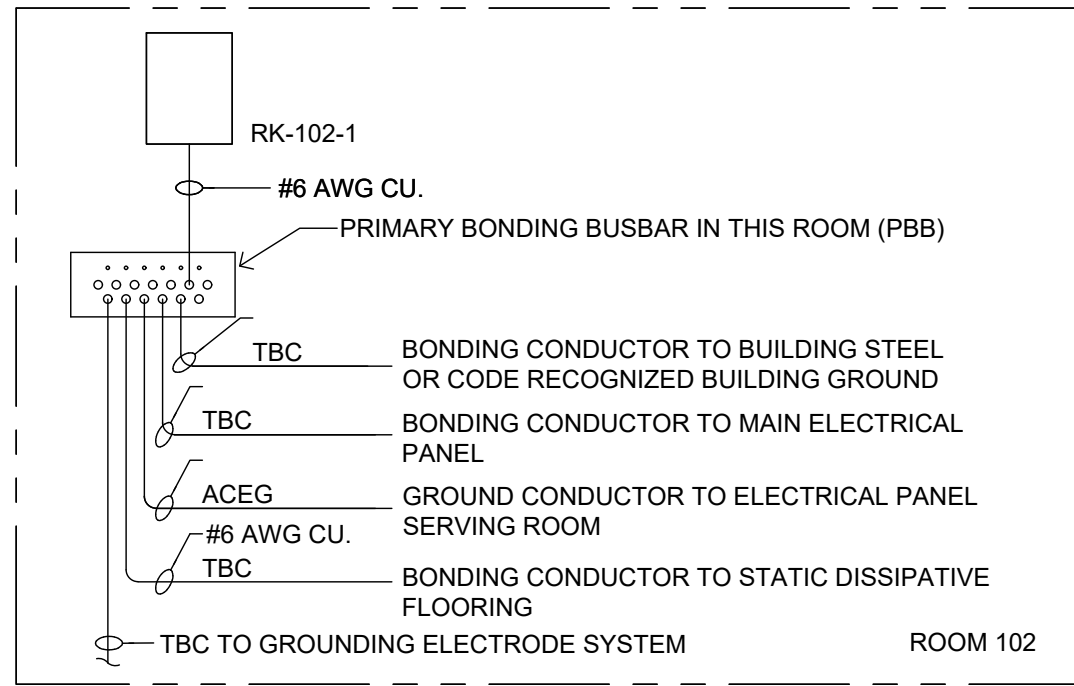 RK-102-1
#6 AWG CU.
PRIMARY BONDING BUSBAR IN THIS ROOM (PBB)
TBC
BONDING CONDUCTOR TO BUILDING STEEL
OR CODE RECOGNIZED BUILDING GROUND
TBC
BONDING CONDUCTOR TO MAIN ELECTRICAL
PANEL
ACEG
GROUND CONDUCTOR TO ELECTRICAL PANEL
SERVING ROOM
#6 AWG CU.
TBC
BONDING CONDUCTOR TO STATIC DISSIPATIVE
FLOORING
TBC TO GROUNDING ELECTRODE SYSTEM
ROOM 102